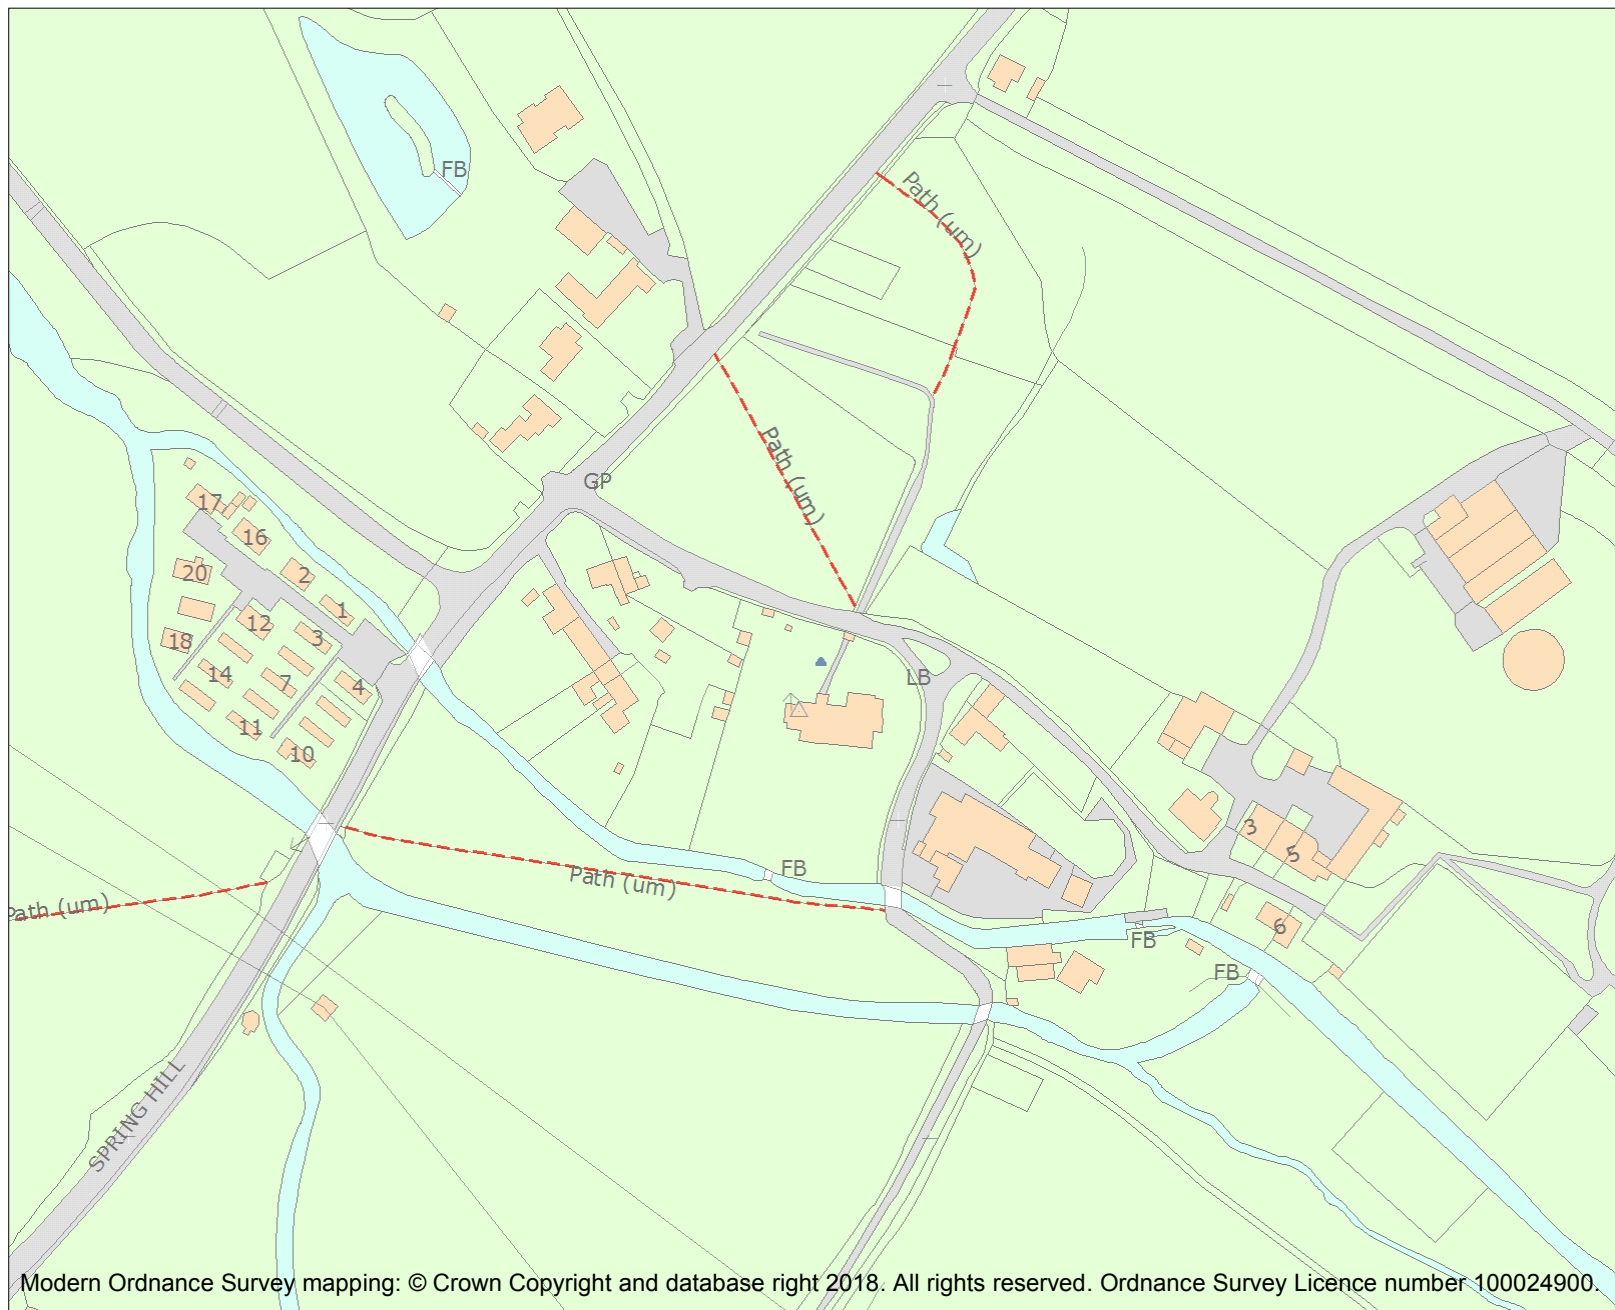 FB
Path (um)
Path (um)
GP
17
16
20
2
1
12
3
18
14
7
4
11
10
LB
3
5
FB
Path (um)
Path (um)
6
FB
FB
SPRING HILL
Modern Ordnance Survey mapping: © Crown Copyright and database right 2018. All rights reserved. Ordnance Survey Licence number 100024900.